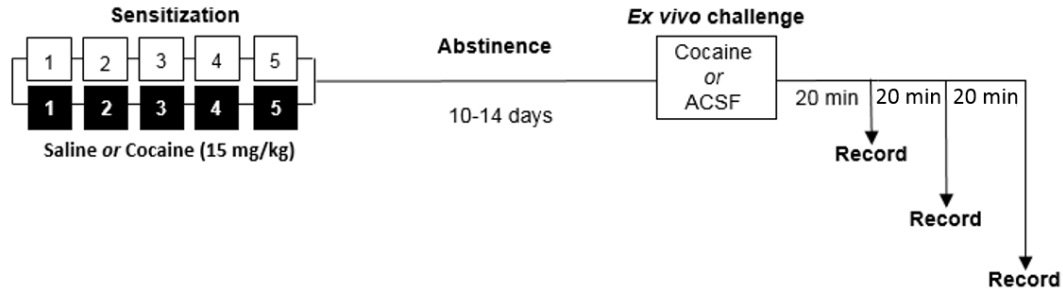 Sensitization
1 2 3 4 5
1 2 3 4 5
Saline or Cocaine (15 mg/kg)
Abstinence
10-14 days
Ex vivo challenge
Cocaine
or
ACSF
20 min 20 min 20 min
Record
Record
Record